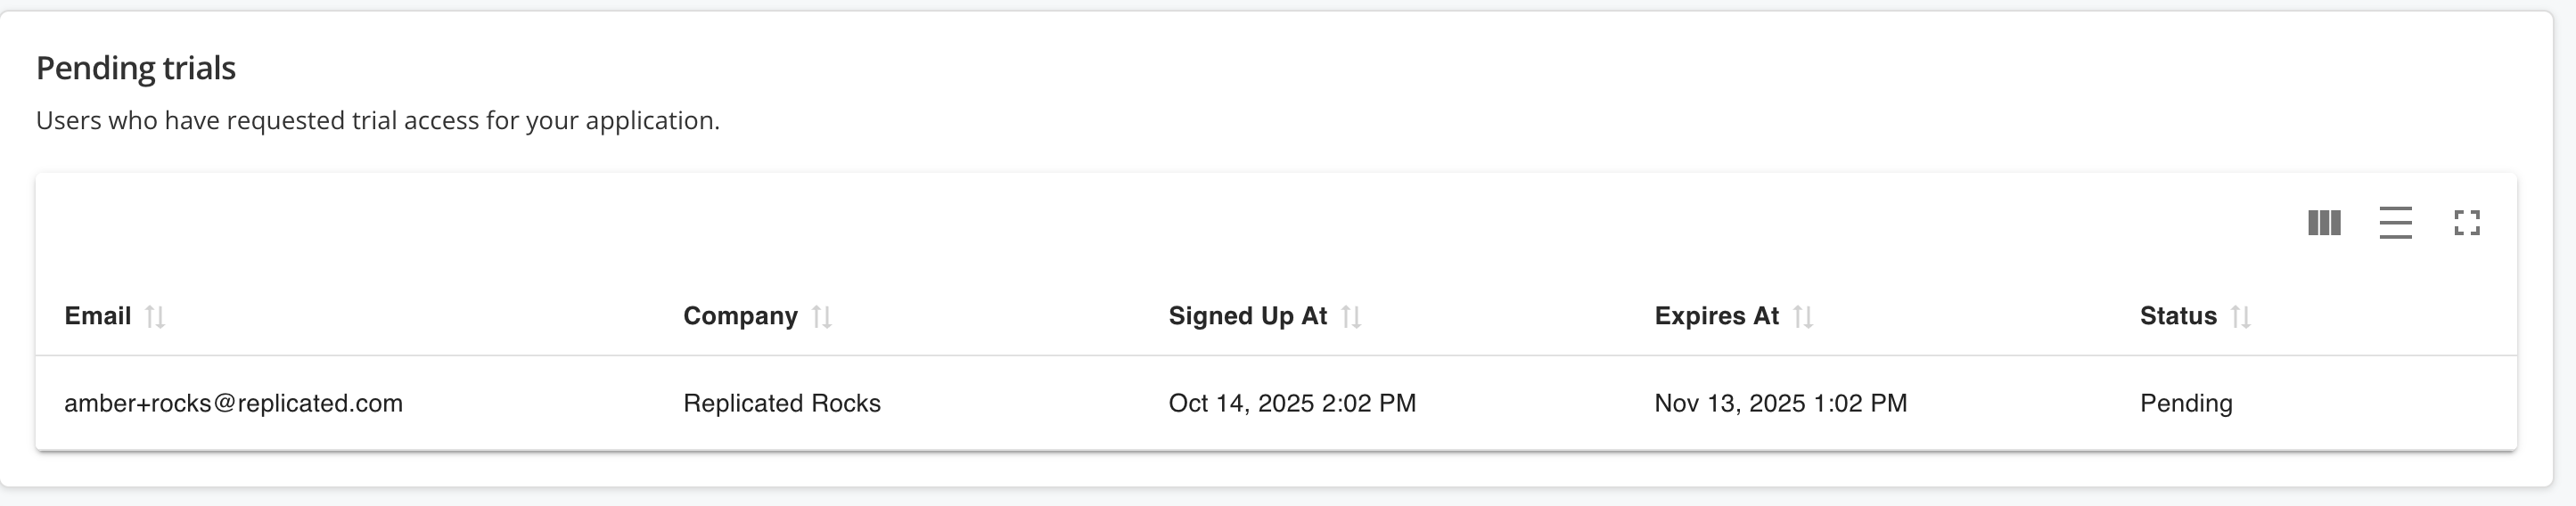 Pending trials
Users who have requested trial access for your application.
Email Company Signed Up At Expires At Status
amber+rocks@replicated.com Replicated Rocks Oct 14, 2025 2:02 PM Nov 13, 2025 1:02 PM Pending